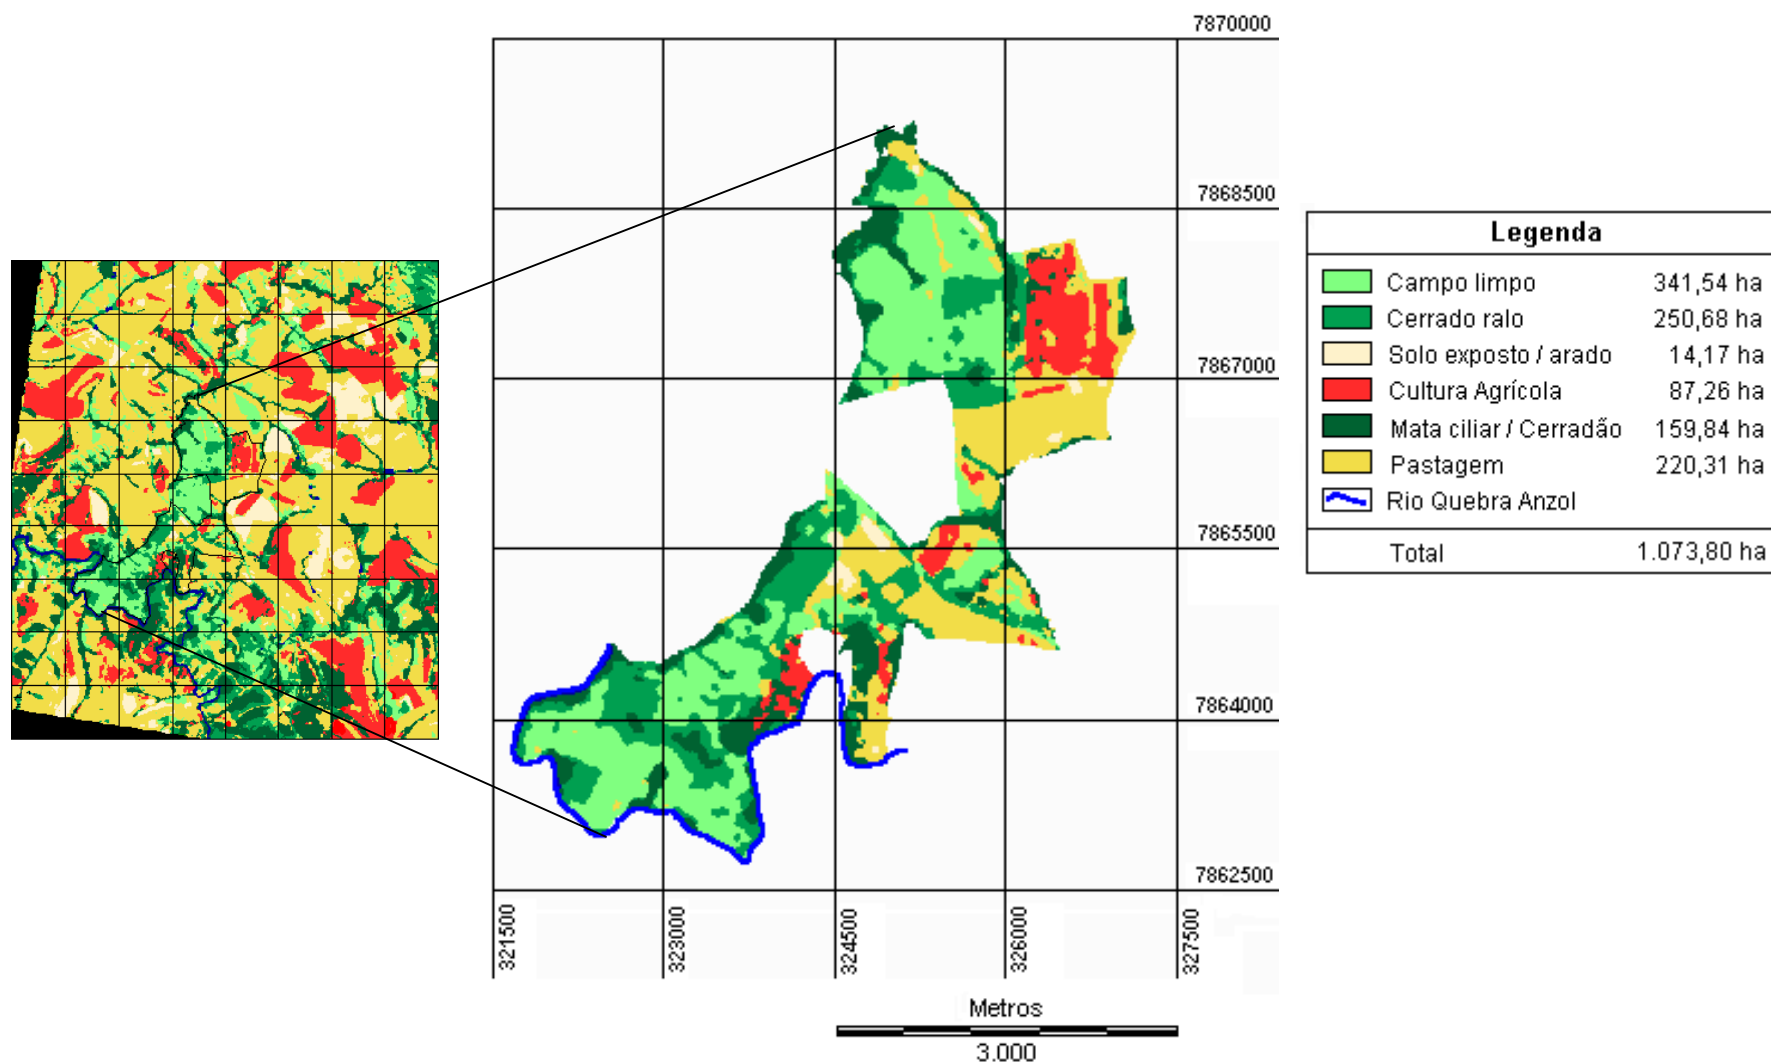 7870000
7868500
7867000
7865500
7864000
7862500
321500
323000
324500
326000
327500
Metros
3.000
Legenda
Campo limpo 341,54 ha
Cerrado ralo 250,68 ha
Solo exposto / arado 14,17 ha
Cultura Agrícola 87,26 ha
Mata ciliar / Cerradão 159,84 ha
Pastagem 220,31 ha
Rio Quebra Anzol
Total 1.073,80 ha